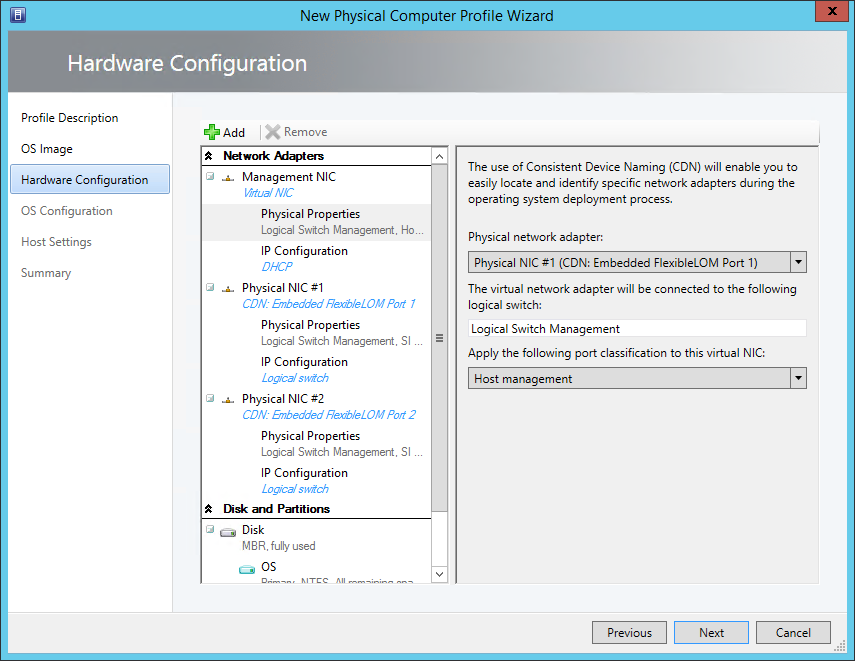 New Physical Computer Profile Wizard
Hardware Configuration
Profile Description
OS Image
Hardware Configuration
OS Configuration
Host Settings
Summary
Add
Remove
Network Adapters
Management NIC
Virtual NIC
Physical Properties
Logical Switch Management, Ho...
IP Configuration
DHCP
Physical NIC #1
CDN: Embedded FlexibleLOM Port 1
Physical Properties
Logical Switch Management, SI ...
IP Configuration
Logical switch
Physical NIC #2
CDN: Embedded FlexibleLOM Port 2
Physical Properties
Logical Switch Management, SI ...
IP Configuration
Logical switch
Disk and Partitions
Disk
MBR, fully used
OS
Primary, NTFS, All remaining spa...
The use of Consistent Device Naming (CDN) will enable you to
easily locate and identify specific network adapters during the
operating system deployment process.
Physical network adapter:
Physical NIC #1 (CDN: Embedded FlexibleLOM Port 1)
The virtual network adapter will be connected to the following
logical switch:
Logical Switch Management
Apply the following port classification to this virtual NIC:
Host management
Previous
Next
Cancel